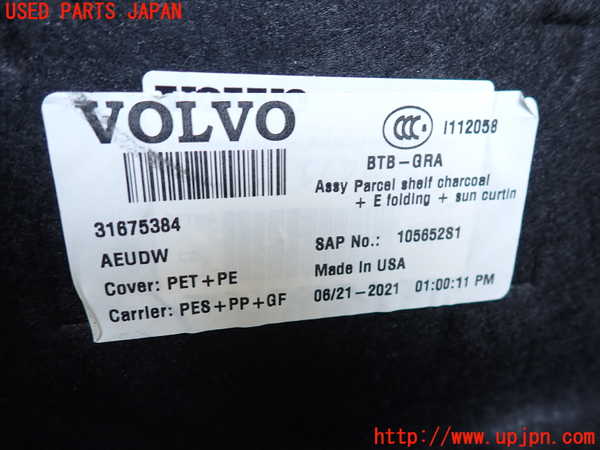 USED PARTS JAPAN
VOLVO
VOLVO
CCC
I112058
BTB-GRA
Assy Parcel shelf charcoal
+ E folding + sun curtin
31675384
AEUDW
SAP No.: 10565281
Cover: PET+PE
Made in USA
Carrier: PES+PP+GF
06/21-2021 01:00:11 PM
http://www.upjpn.com/